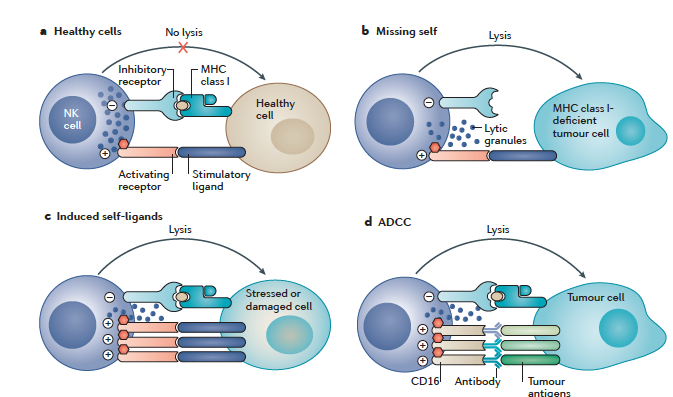 a Healthy cells
No lysis
Inhibitory
receptor
MHC
class I
NK
cell
Healthy
cell
−
+
Activating
receptor
Stimulatory
ligand
b Missing self
Lysis
−
MHC class I-
deficient
tumour cell
Lytic
granules
+
c Induced self-ligands
Lysis
−
Stressed or
damaged cell
+
+
+
d ADCC
Lysis
−
Tumour cell
+
+
+
CD16
Antibody
Tumour
antigens